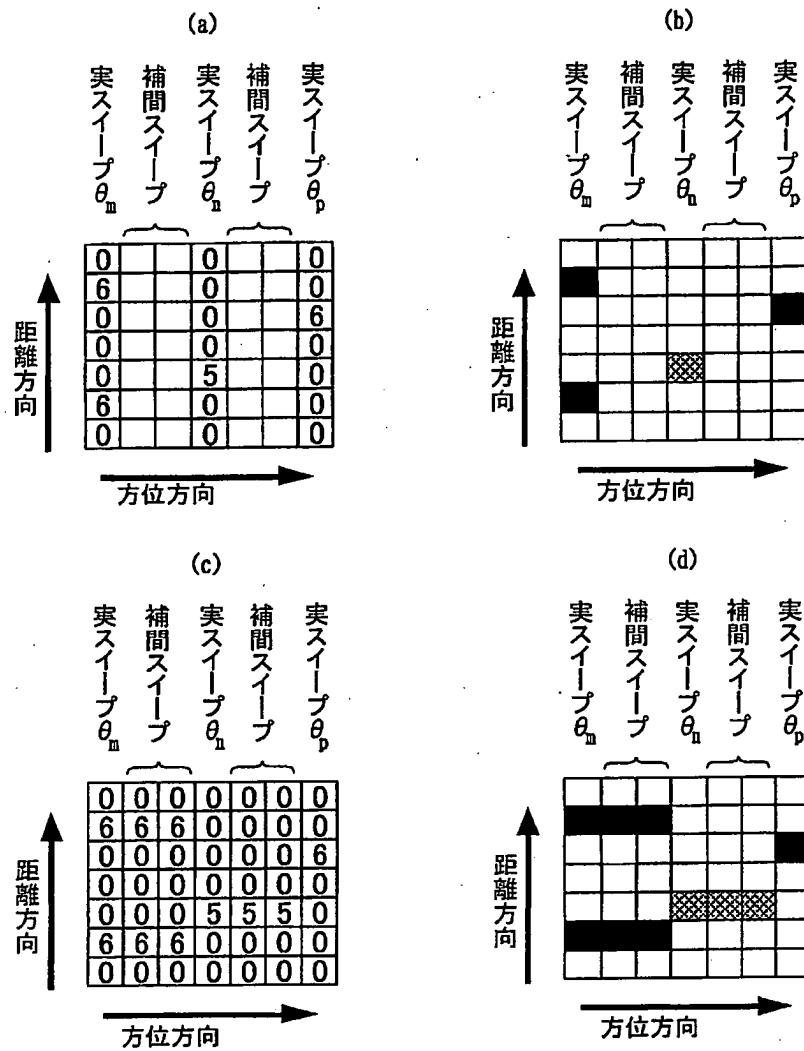 (a)
実スイープθm
補間スイープ
実スイープθn
補間スイープ
実スイープθp
0 0 0
6 0 0
0 0 6
0 0 0
0 5 0
6 0 0
0 0 0
距離方向
方位方向
(b)
実スイープθm
補間スイープ
実スイープθn
補間スイープ
実スイープθp
距離方向
方位方向
(c)
実スイープθm
補間スイープ
実スイープθn
補間スイープ
実スイープθp
0 0 0 0 0 0 0
6 6 6 0 0 0 0
0 0 0 0 0 0 6
0 0 0 0 0 0 0
0 0 0 5 5 5 0
6 6 6 0 0 0 0
0 0 0 0 0 0 0
距離方向
方位方向
(d)
実スイープθm
補間スイープ
実スイープθn
補間スイープ
実スイープθp
距離方向
方位方向